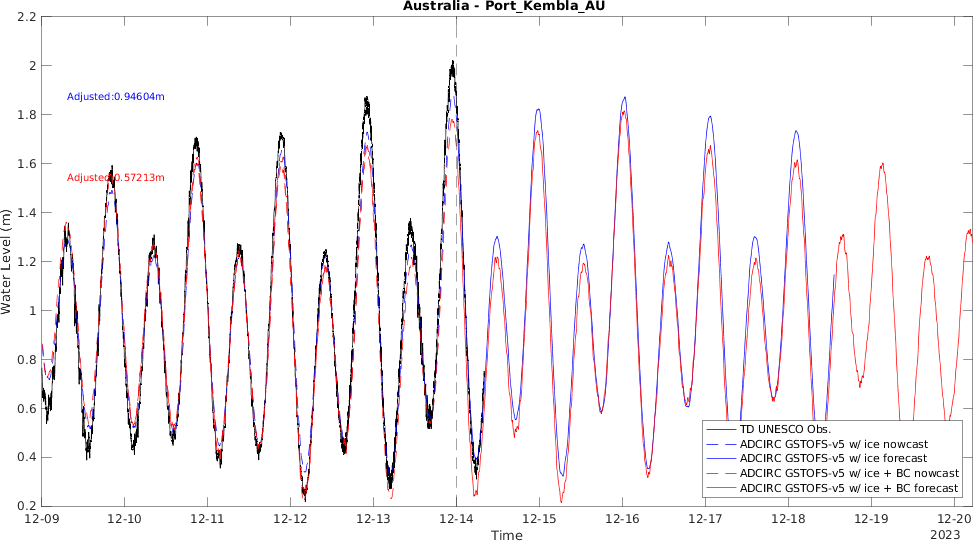 Australia - Port_Kembla_AU
2.2
2
1.8
1.6
1.4
1.2
1
0.8
0.6
0.4
0.2
Water Level (m)
Adjusted:0.94604m
Adjusted:0.57213m
TD UNESCO Obs.
ADCIRC GSTOFS-v5 w/ ice nowcast
ADCIRC GSTOFS-v5 w/ ice forecast
ADCIRC GSTOFS-v5 w/ ice + BC nowcast
ADCIRC GSTOFS-v5 w/ ice + BC forecast
12-09 12-10 12-11 12-12 12-13 12-14 12-15 12-16 12-17 12-18 12-19 12-20
Time 2023